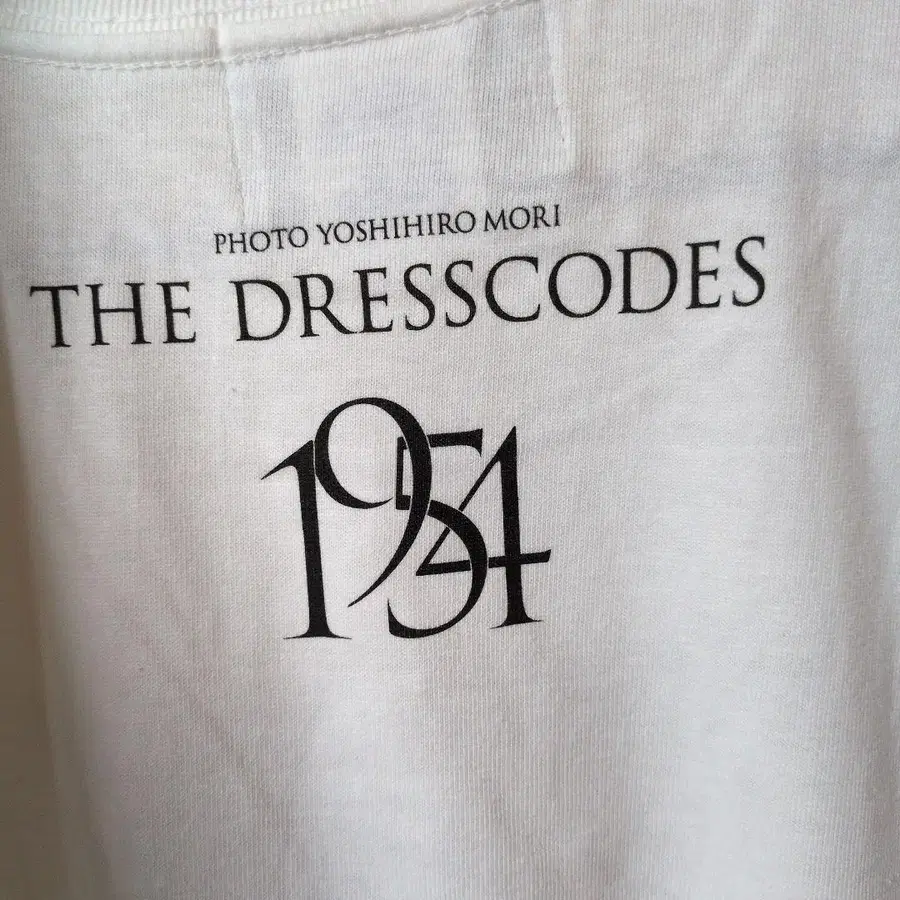 PHOTO YOSHIHIRO MORI
THE DRESSCODES
1954